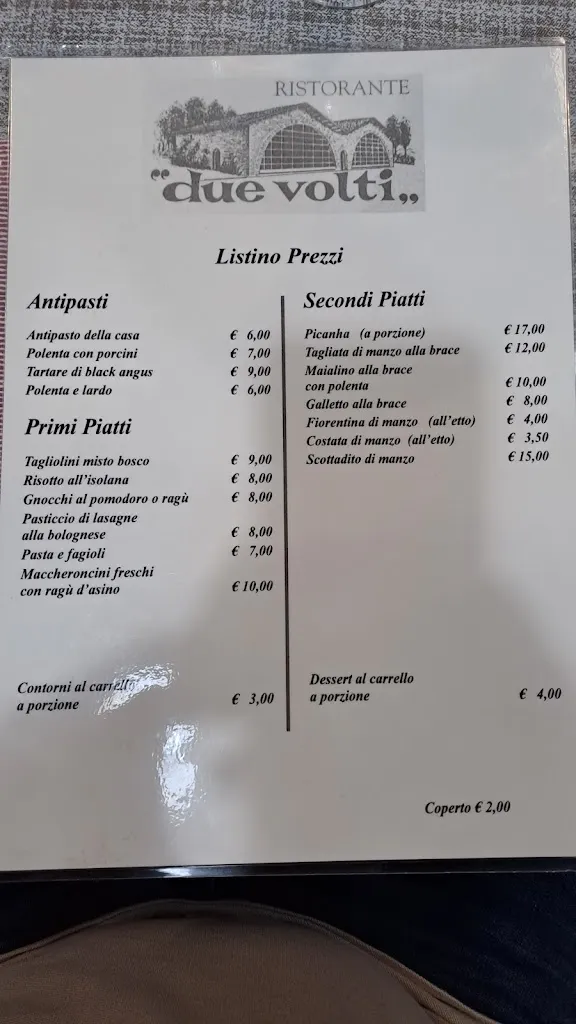 RISTORANTE
"due volti„
Listino Prezzi
Antipasti
Antipasto della casa € 6,00
Polenta con porcini € 7,00
Tartare di black angus € 9,00
Polenta e lardo € 6,00
Primi Piatti
Tagliolini misto bosco € 9,00
Risotto all'isolana € 8,00
Gnocchi al pomodoro o ragù € 8,00
Pasticcio di lasagne
alla bolognese € 8,00
Pasta e fagioli € 7,00
Maccheroncini freschi
con ragù d'asino € 10,00
Contorni al carrello
a porzione € 3,00
Secondi Piatti
Picanha (a porzione) € 17,00
Tagliata di manzo alla brace € 12,00
Maialino alla brace
con polenta € 10,00
Galletto alla brace € 8,00
Fiorentina di manzo (all'etto) € 4,00
Costata di manzo (all'etto) € 3,50
Scottadito di manzo € 15,00
Dessert al carrello
a porzione € 4,00
Coperto € 2,00